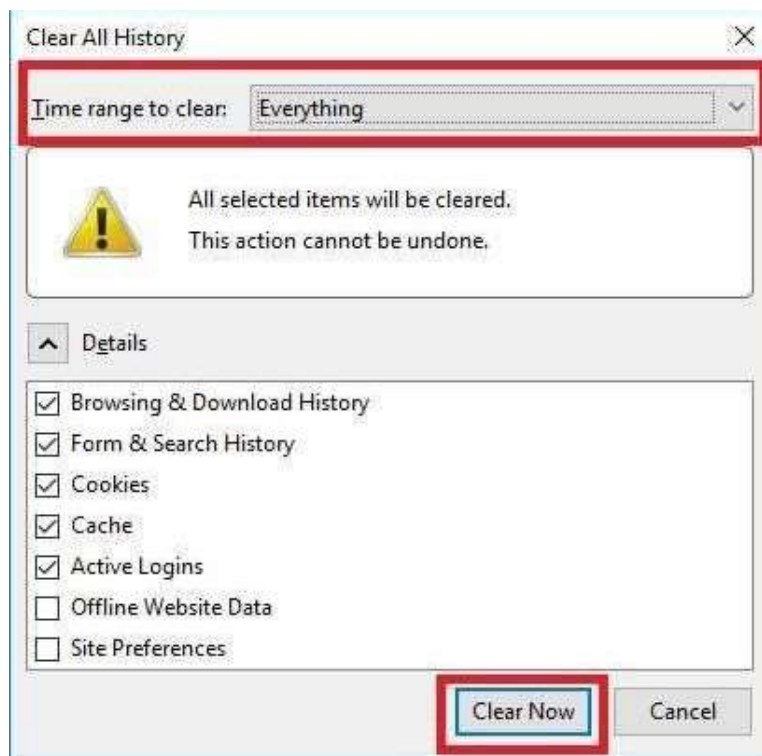 Clear All History
Time range to clear: Everything
All selected items will be cleared.
This action cannot be undone.
Details
Browsing & Download History
Form & Search History
Cookies
Cache
Active Logins
Offline Website Data
Site Preferences
Clear Now Cancel